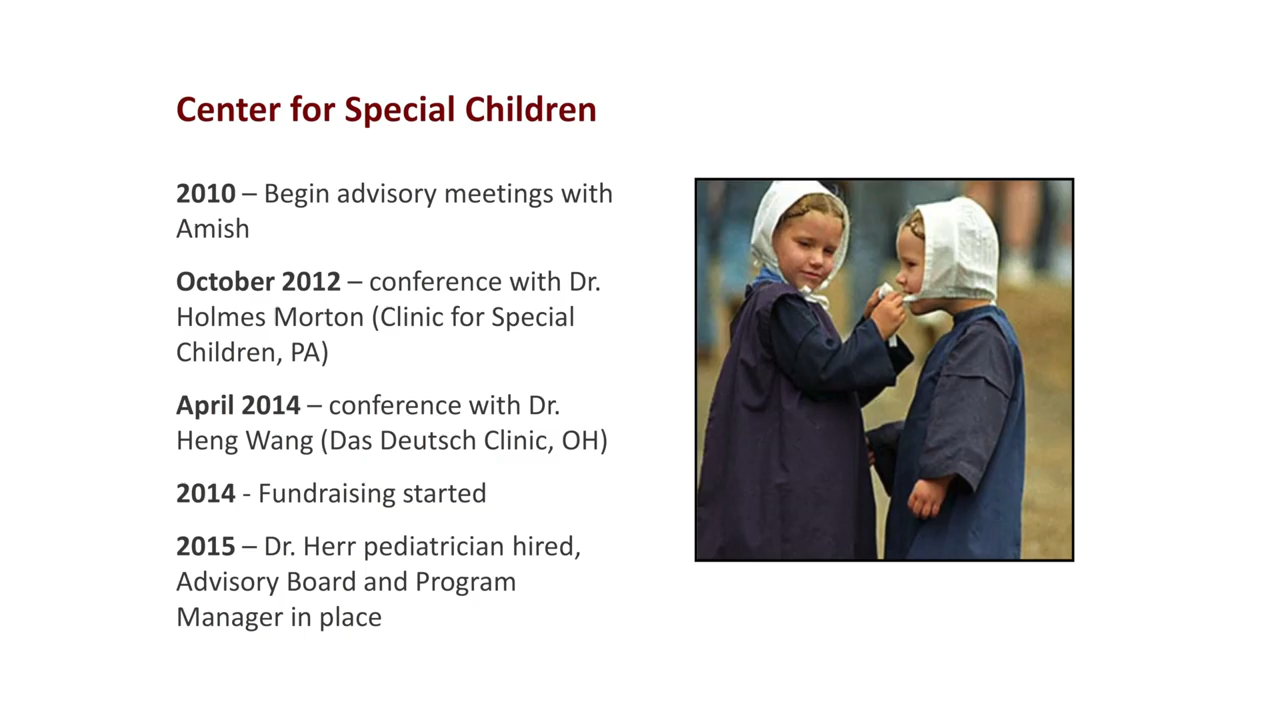 Center for Special Children
2010 – Begin advisory meetings with
Amish
October 2012 – conference with Dr.
Holmes Morton (Clinic for Special
Children, PA)
April 2014 – conference with Dr.
Heng Wang (Das Deutsch Clinic, OH)
2014 - Fundraising started
2015 – Dr. Herr pediatrician hired,
Advisory Board and Program
Manager in place